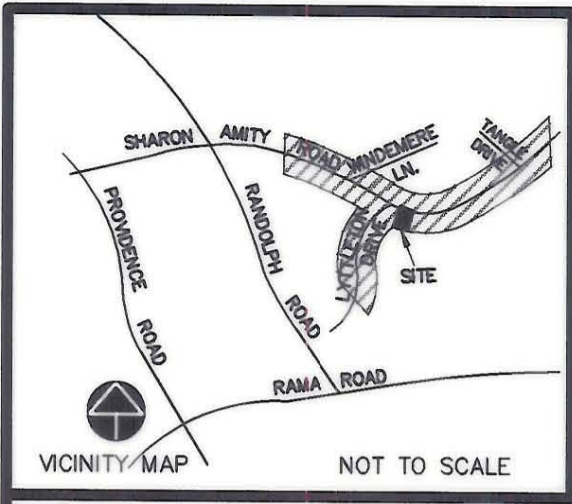 SHARON AMITY ROAD
WINDEMERE
LN.
TANGLE
DRIVE
PROVIDENCE
ROAD
RANDOLPH
ROAD
LYTTLETON
DRIVE
SITE
RAMA ROAD
VICINITY MAP
NOT TO SCALE